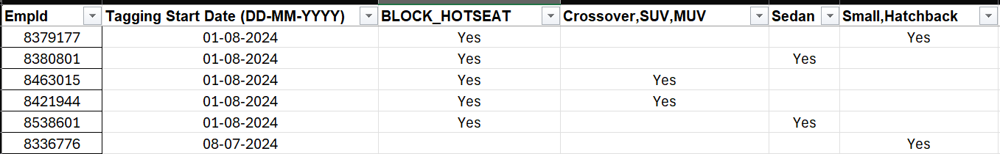 EmpId Tagging Start Date (DD-MM-YYYY) BLOCK_HOTSEAT Crossover,SUV,MUV Sedan Small,Hatchback
8379177 01-08-2024 Yes Yes
8380801 01-08-2024 Yes Yes
8463015 01-08-2024 Yes Yes
8421944 01-08-2024 Yes Yes
8538601 01-08-2024 Yes Yes
8336776 08-07-2024 Yes